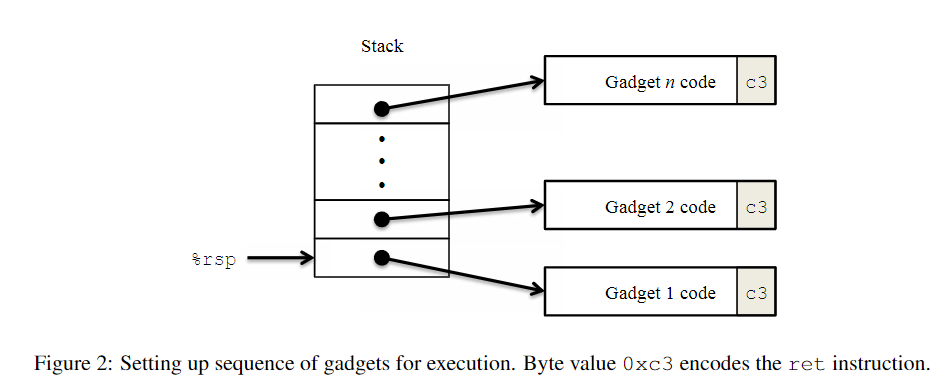 Stack
Gadget n code c3
Gadget 2 code c3
%rsp
Gadget 1 code c3
Figure 2: Setting up sequence of gadgets for execution. Byte value 0xc3 encodes the ret instruction.